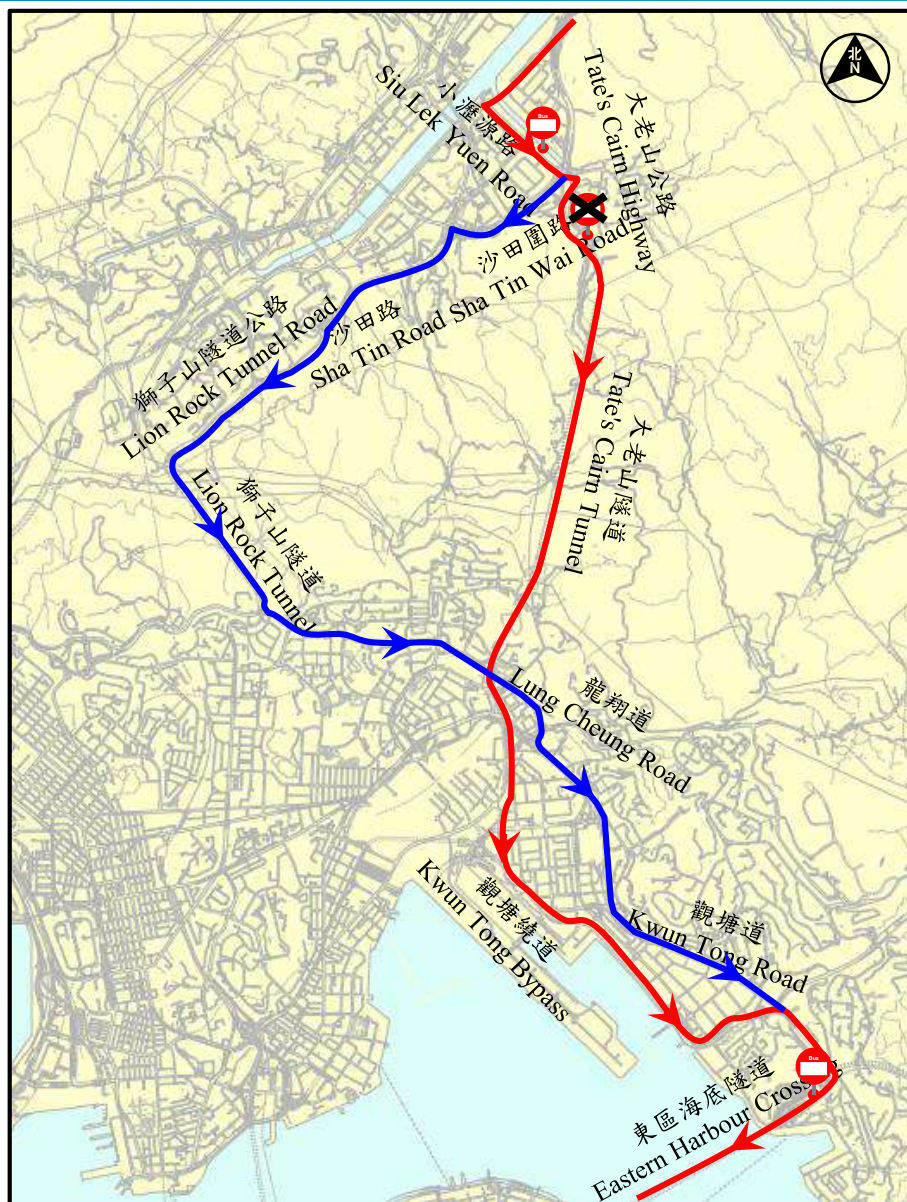 北
N
Bus
小瀝源路
Siu Lek Yuen Road
大老山公路
Tate's Cairn Highway
沙田圍路
Sha Tin Wai Road
沙田路
Sha Tin Road
獅子山隧道公路
Lion Rock Tunnel Road
大老山隧道
Tate's Cairn Tunnel
獅子山隧道
Lion Rock Tunnel
龍翔道
Lung Cheung Road
觀塘繞道
Kwun Tong Bypass
觀塘道
Kwun Tong Road
Bus
東區海底隧道
Eastern Harbour Crossing